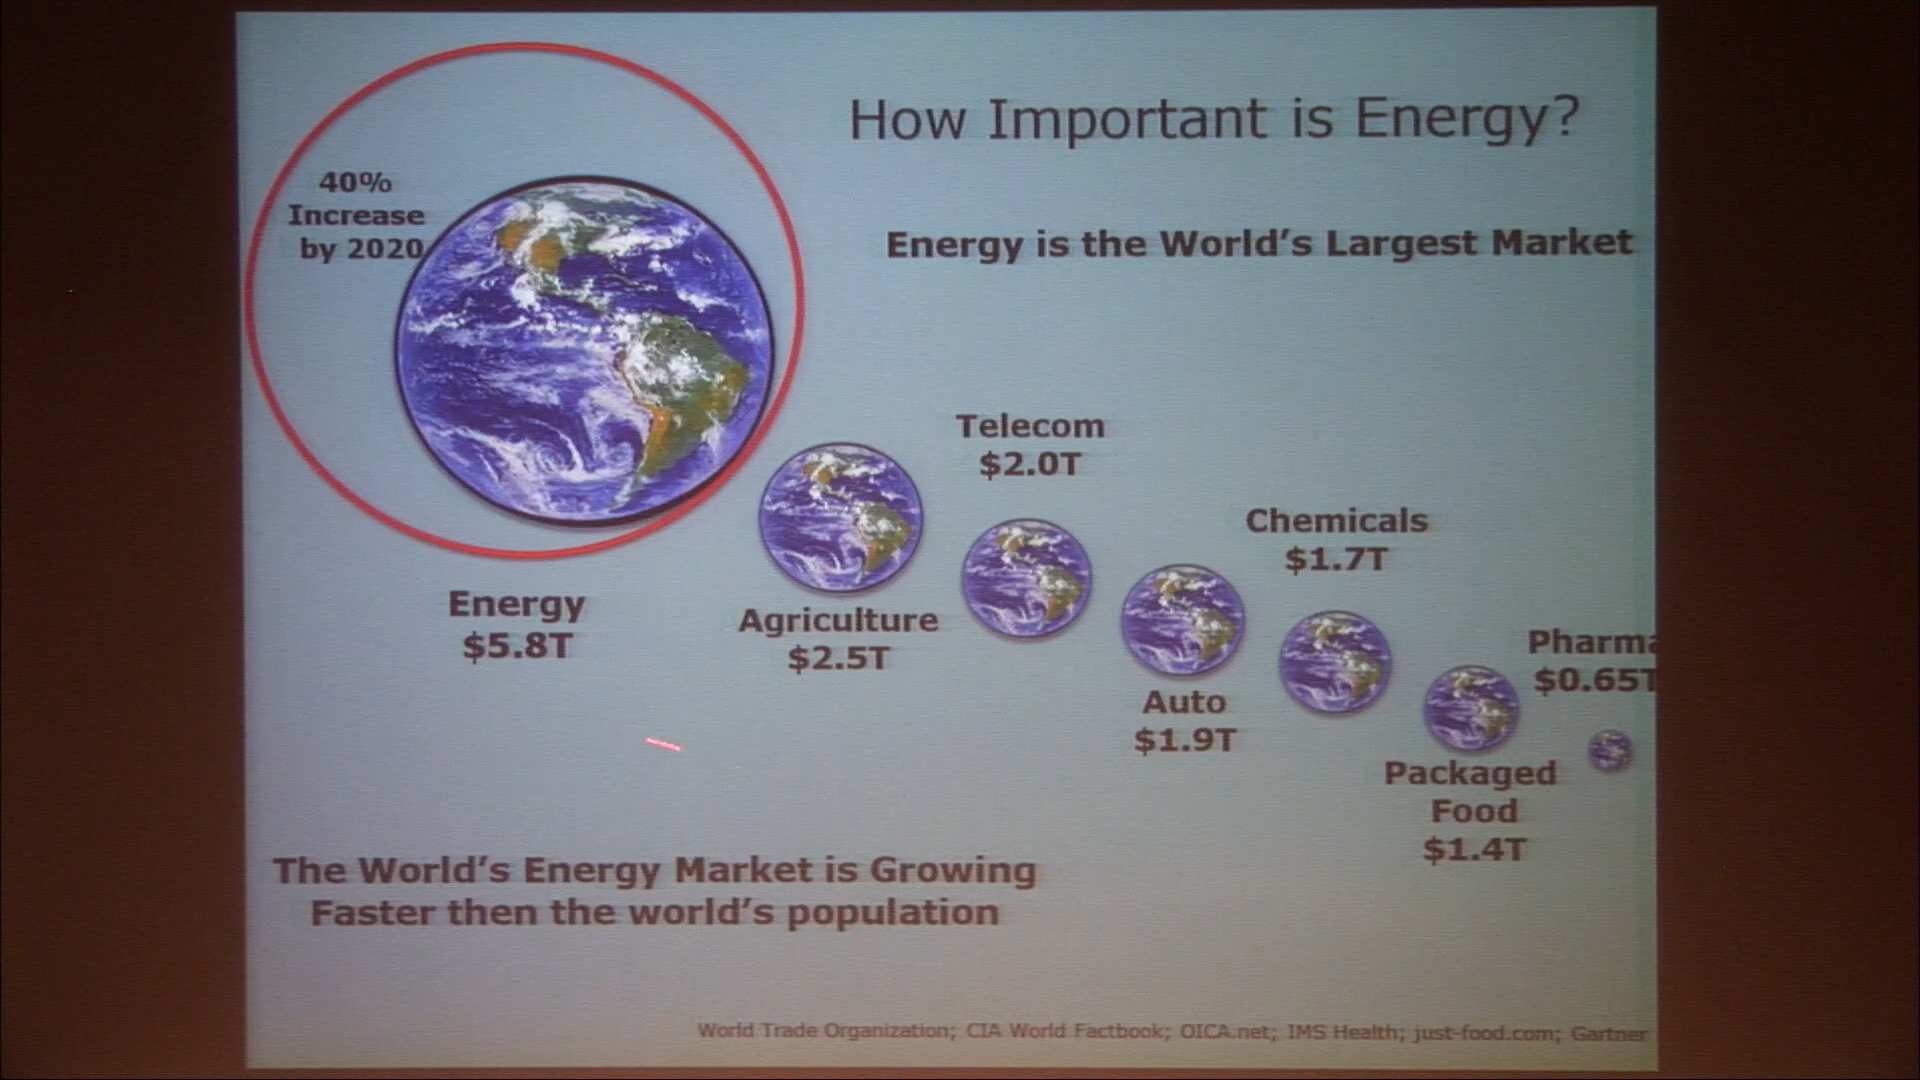 How Important is Energy?
40%
Increase
by 2020
Energy is the World's Largest Market
Telecom
$2.0T
Chemicals
$1.7T
Energy
$5.8T
Agriculture
$2.5T
Pharma
$0.65T
Auto
$1.9T
Packaged
Food
$1.4T
The World's Energy Market is Growing
Faster then the world's population
World Trade Organization; CIA World Factbook; OICA.net; IMS Health; just-food.com; Gartner